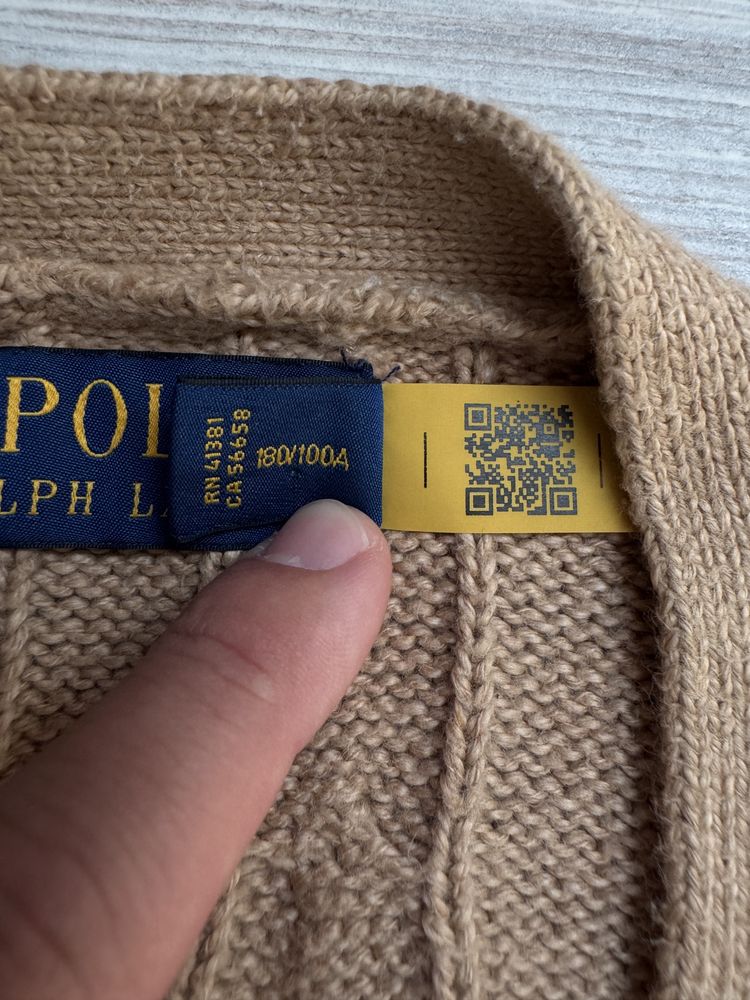 POL
LPH L
RN 41381
CA 56658
180/100A